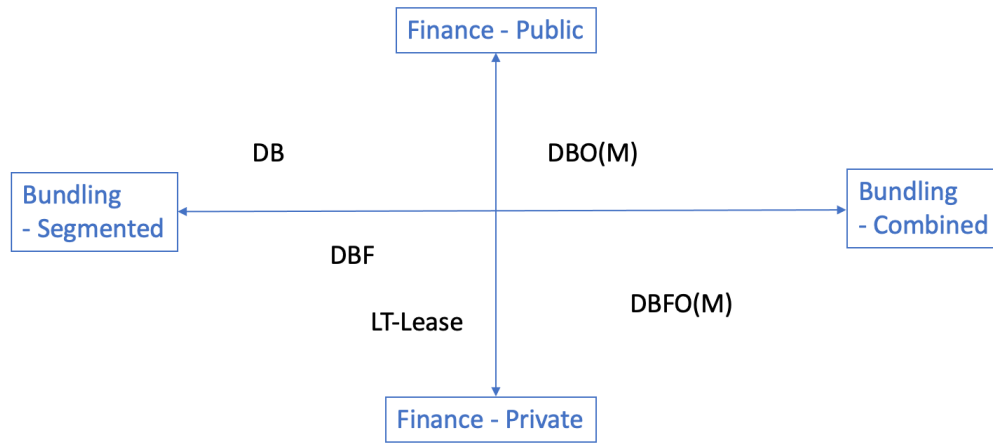 Finance - Public
DB
DBO(M)
Bundling
- Segmented
Bundling
- Combined
DBF
DBFO(M)
LT-Lease
Finance - Private